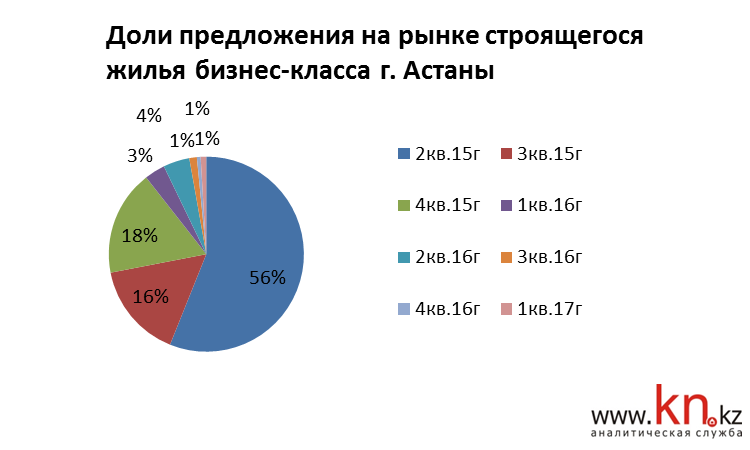 Доли предложения на рынке строящегося
жилья бизнес-класса г. Астаны
4%
1%
1%
1%
3%
18%
16%
56%
2кв.15г
3кв.15г
4кв.15г
1кв.16г
2кв.16г
3кв.16г
4кв.16г
1кв.17г
www.kn.kz
аналитическая служба